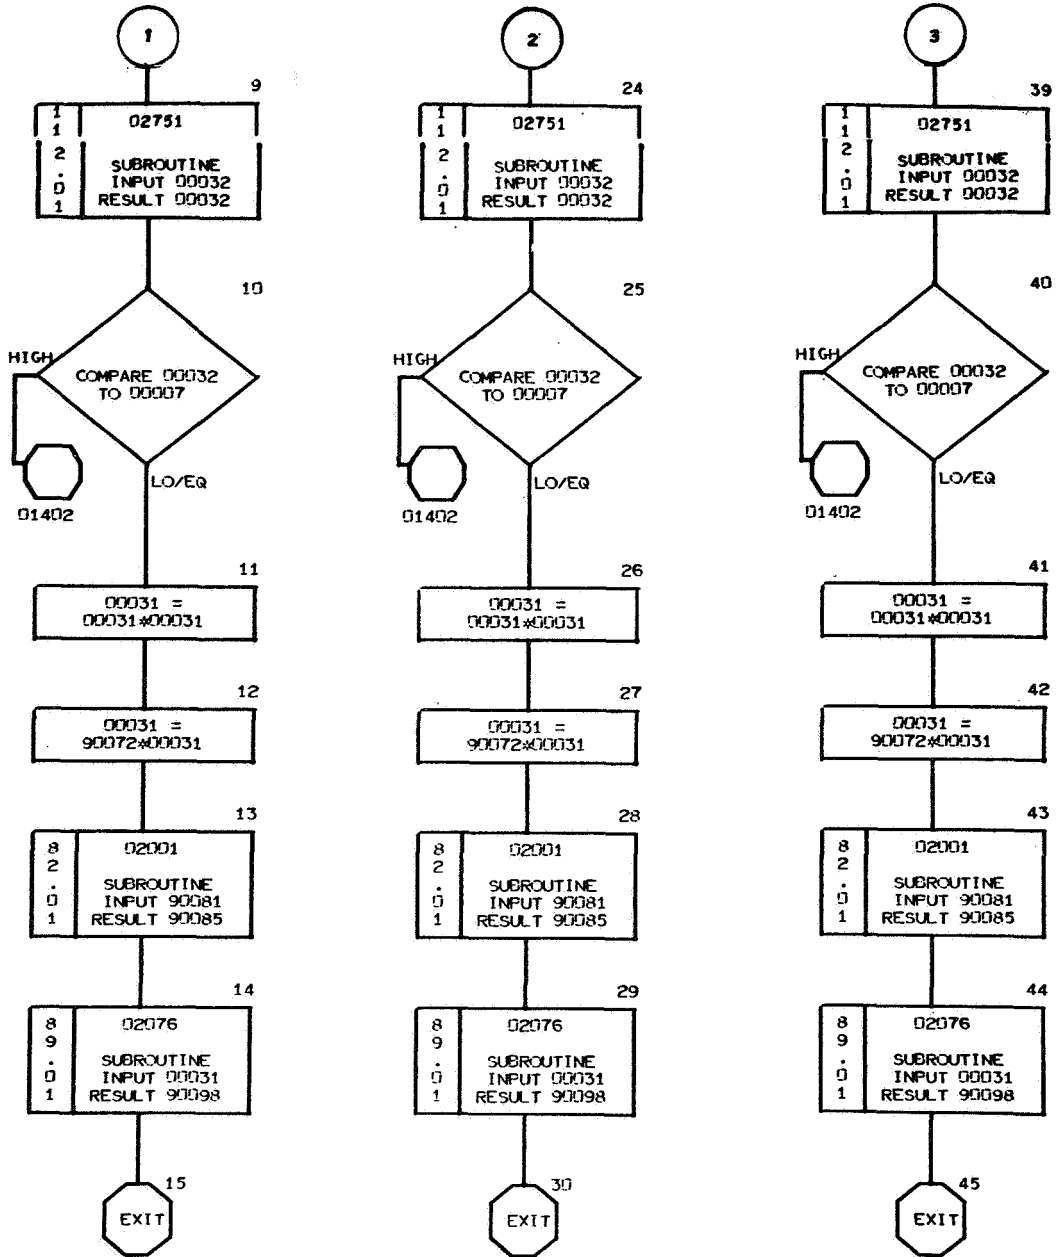 1
9
1 1 2 . 0 1
02751
SUBROUTINE
INPUT 00032
RESULT 00032
10
HIGH
COMPARE 00032
TO 00007
LO/EQ
01402
11
00031 =
00031*00031
12
00031 =
90072*00031
13
8 2 . 0 1
02001
SUBROUTINE
INPUT 90081
RESULT 90085
14
8 9 . 0 1
02076
SUBROUTINE
INPUT 00031
RESULT 90098
15
EXIT
2
24
1 1 2 . 0 1
02751
SUBROUTINE
INPUT 00032
RESULT 00032
25
HIGH
COMPARE 00032
TO 00007
LO/EQ
01402
26
00031 =
00031*00031
27
00031 =
90072*00031
28
8 2 . 0 1
02001
SUBROUTINE
INPUT 90081
RESULT 90085
29
8 9 . 0 1
02076
SUBROUTINE
INPUT 00031
RESULT 90098
30
EXIT
3
39
1 1 2 . 0 1
02751
SUBROUTINE
INPUT 00032
RESULT 00032
40
HIGH
COMPARE 00032
TO 00007
LO/EQ
01402
41
00031 =
00031*00031
42
00031 =
90072*00031
43
8 2 . 0 1
02001
SUBROUTINE
INPUT 90081
RESULT 90085
44
8 9 . 0 1
02076
SUBROUTINE
INPUT 00031
RESULT 90098
45
EXIT